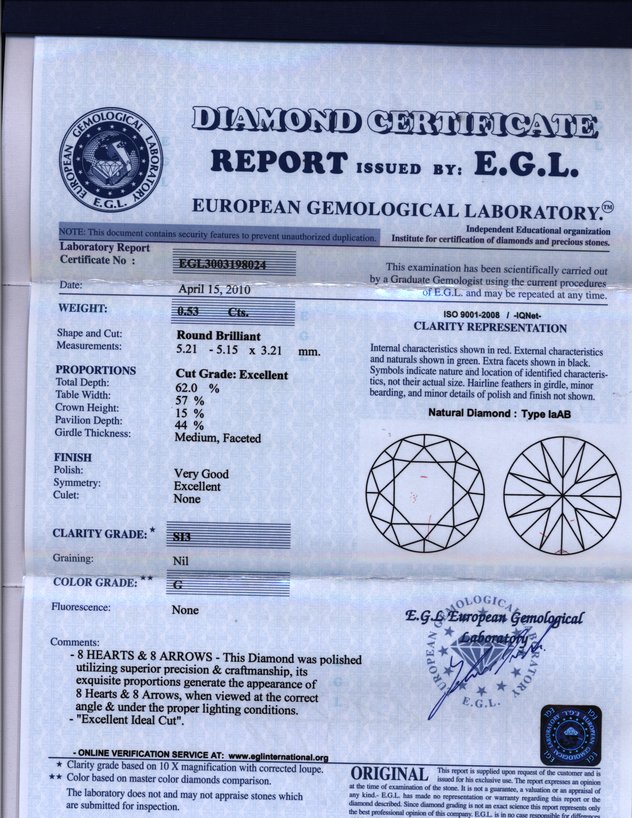 EUROPEAN GEMOLOGICAL LABORATORY
E.G.L.
DIAMOND CERTIFICATE
REPORT ISSUED BY: E.G.L.
EUROPEAN GEMOLOGICAL LABORATORY.™
Independent Educational organization
NOTE: This document contains security features to prevent unauthorized duplication.
Institute for certification of diamonds and precious stones.
Laboratory Report
Certificate No : EGL3003198024
This examination has been scientifically carried out
by a Graduate Gemologist using the current procedures
of E.G.L. and may be repeated at any time.
Date: April 15, 2010
WEIGHT: 0.53 Cts.
Shape and Cut: Round Brilliant
Measurements: 5.21 - 5.15 x 3.21 mm.
PROPORTIONS Cut Grade: Excellent
Total Depth: 62.0 %
Table Width: 57 %
Crown Height: 15 %
Pavilion Depth: 44 %
Girdle Thickness: Medium, Faceted
FINISH
Polish: Very Good
Symmetry: Excellent
Culet: None
CLARITY GRADE: * SI3
Graining: Nil
COLOR GRADE: ** G
Fluorescence: None
ISO 9001-2008 / -IQNet-
CLARITY REPRESENTATION
Internal characteristics shown in red. External characteristics
and naturals shown in green. Extra facets shown in black.
Symbols indicate nature and location of identified characteris-
tics, not their actual size. Hairline feathers in girdle, minor
bearding, and minor details of polish and finish not shown.
Natural Diamond : Type IaAB
E.G.L European Gemological
Laboratory
EUROPEAN GEMOLOGICAL LABORATORY
E.G.L.
Comments:
- 8 HEARTS & 8 ARROWS - This Diamond was polished
utilizing superior precision & craftmanship, its
exquisite proportions generate the appearance of
8 Hearts & 8 Arrows, when viewed at the correct
angle & under the proper lighting conditions.
- "Excellent Ideal Cut".
- ONLINE VERIFICATION SERVICE AT: www.eglinternational.org
* Clarity grade based on 10 X magnification with corrected loupe.
** Color based on master color diamonds comparison.
The laboratory does not and may not appraise stones which
are submitted for inspection.
ORIGINAL This report is supplied upon request of the customer and is
issued for his exclusive use. The report expresses an opinion
at the time of examination of the stone. It is not a guarantee, a valuation or an appraisal of
any kind.- E.G.L. has made no representation or warranty regarding this report or the
diamond described. Since diamond grading is not an exact science this report represents only
the best professional opinion of this company. E.G.L. is in no case responsible for differences